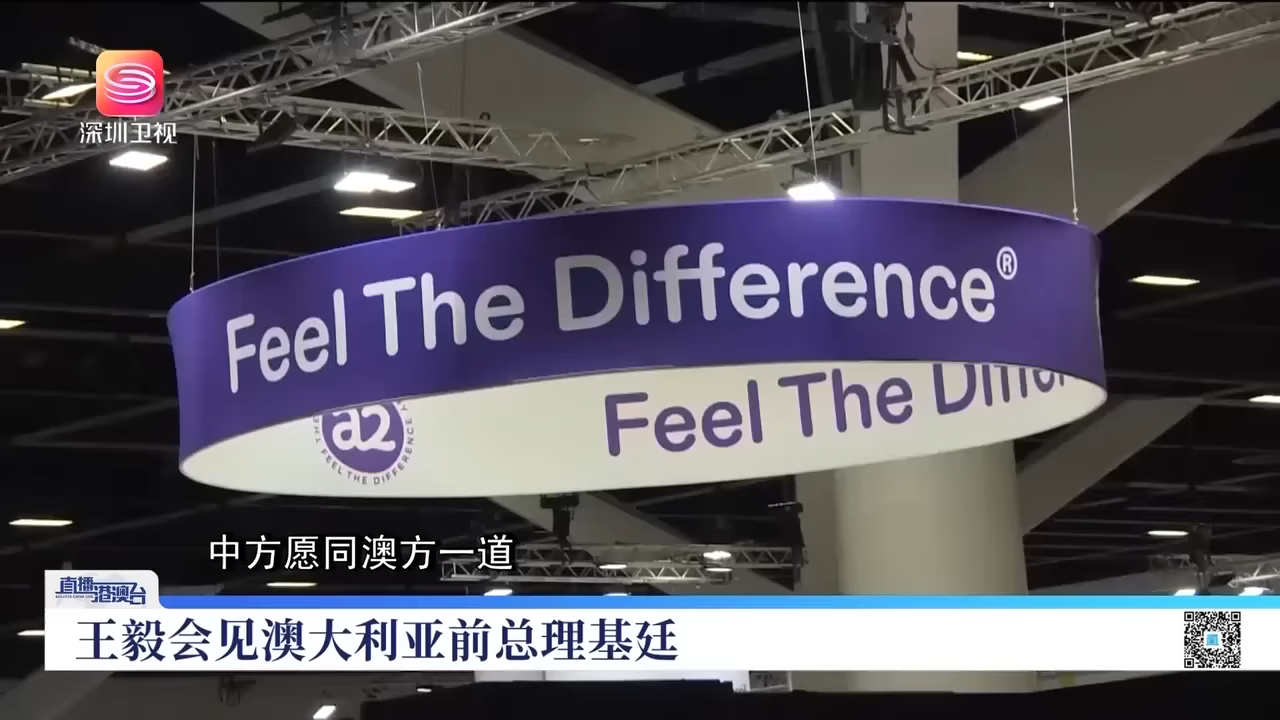 深圳卫视
Feel The Difference®
Feel The Differ
a2
FEEL THE DIFFERENCE
中方愿同澳方一道
直播港澳台
王毅会见澳大利亚前总理基廷